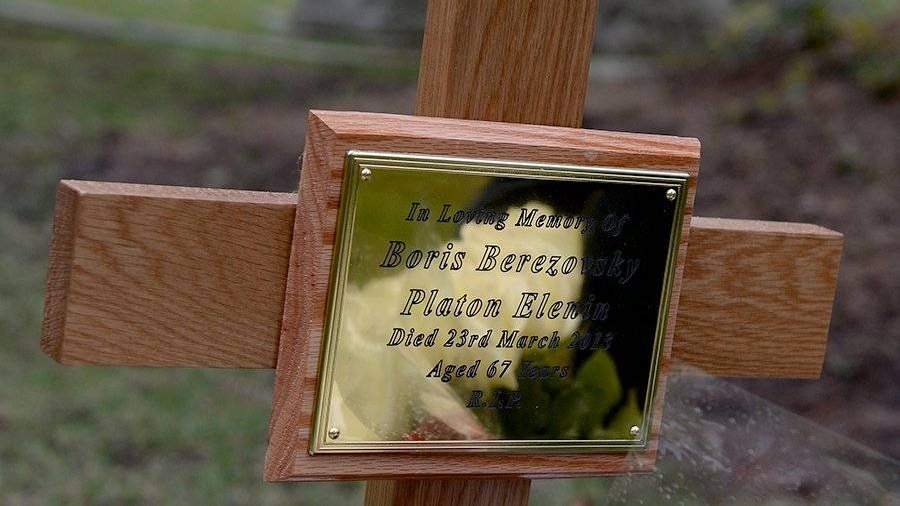 In Loving Memory Of
Boris Berezovsky
Platon Elenin
Died 23rd March 2013
Aged 67 Years
R.I.P.